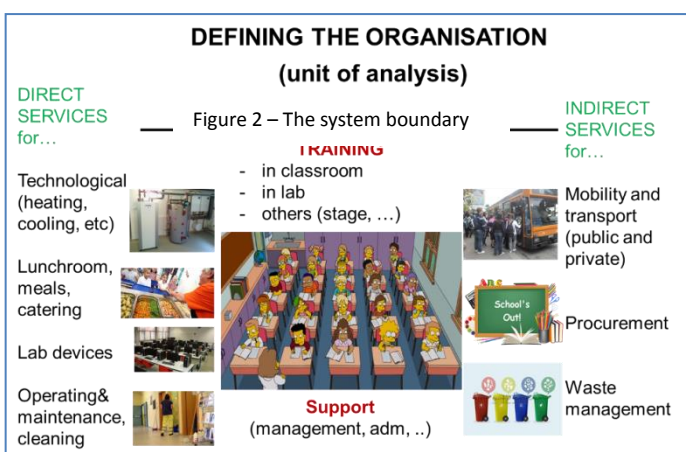 DEFINING THE ORGANISATION
(unit of analysis)
DIRECT
SERVICES
for…
Figure 2 – The system boundary
INDIRECT
SERVICES
for…
TRAINING
- in classroom
- in lab
- others (stage, …)
Technological
(heating,
cooling, etc)
Lunchroom,
meals,
catering
Lab devices
Operating&
maintenance,
cleaning
Support
(management, adm, ..)
Mobility and
transport
(public and
private)
School's
Out!
Procurement
Waste
management